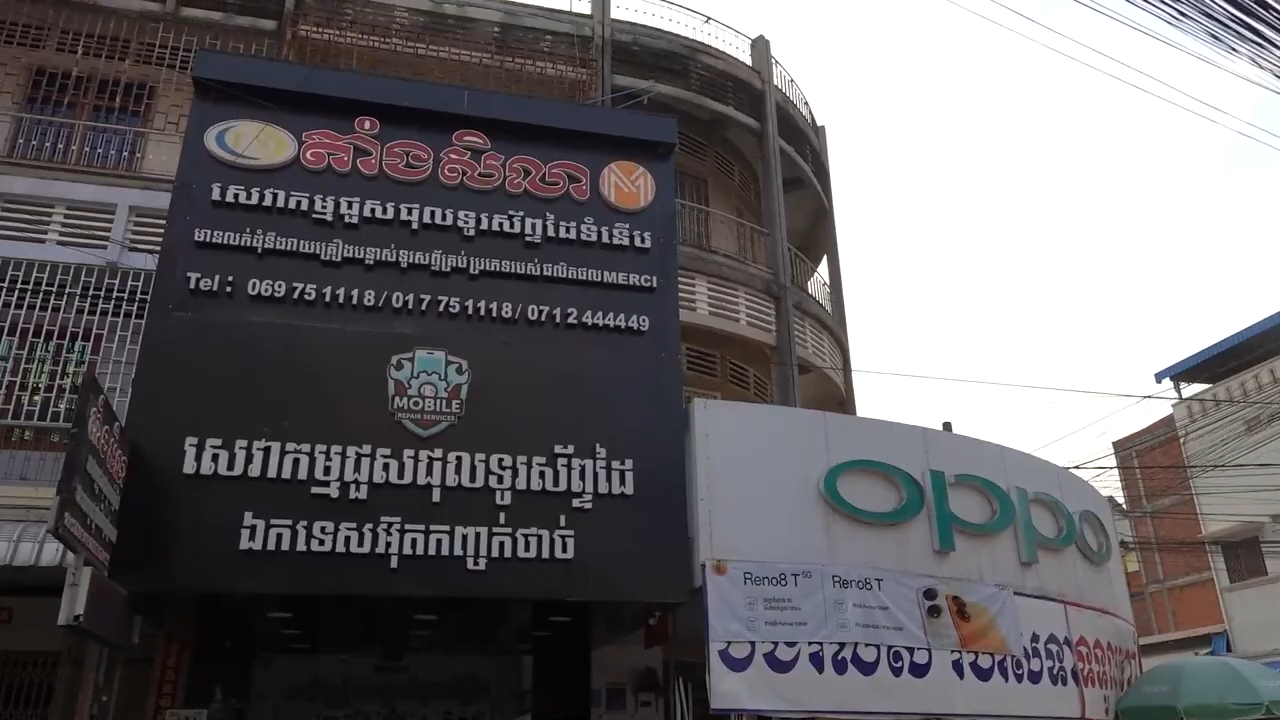 តាំងសិលា
សេវាកម្មជួសជុលទូរស័ព្ទដៃទំនើប
មានលក់ដុំនឹងរាយគ្រឿងបន្លាស់ទូរសព្ទ័គ្រប់ប្រភេទរបស់ផលិតផលMERCI
Tel : 069 75 1118 / 017 75 1118 / 071 2 444449
MOBILE
REPAIR SERVICES
សេវាកម្មជួសជុលទូរស័ព្ទដៃ
ឯកទេសអ៊ុតកញ្ចក់ថាច់
oppo
Reno8 T 5G
Reno8 T
oppo